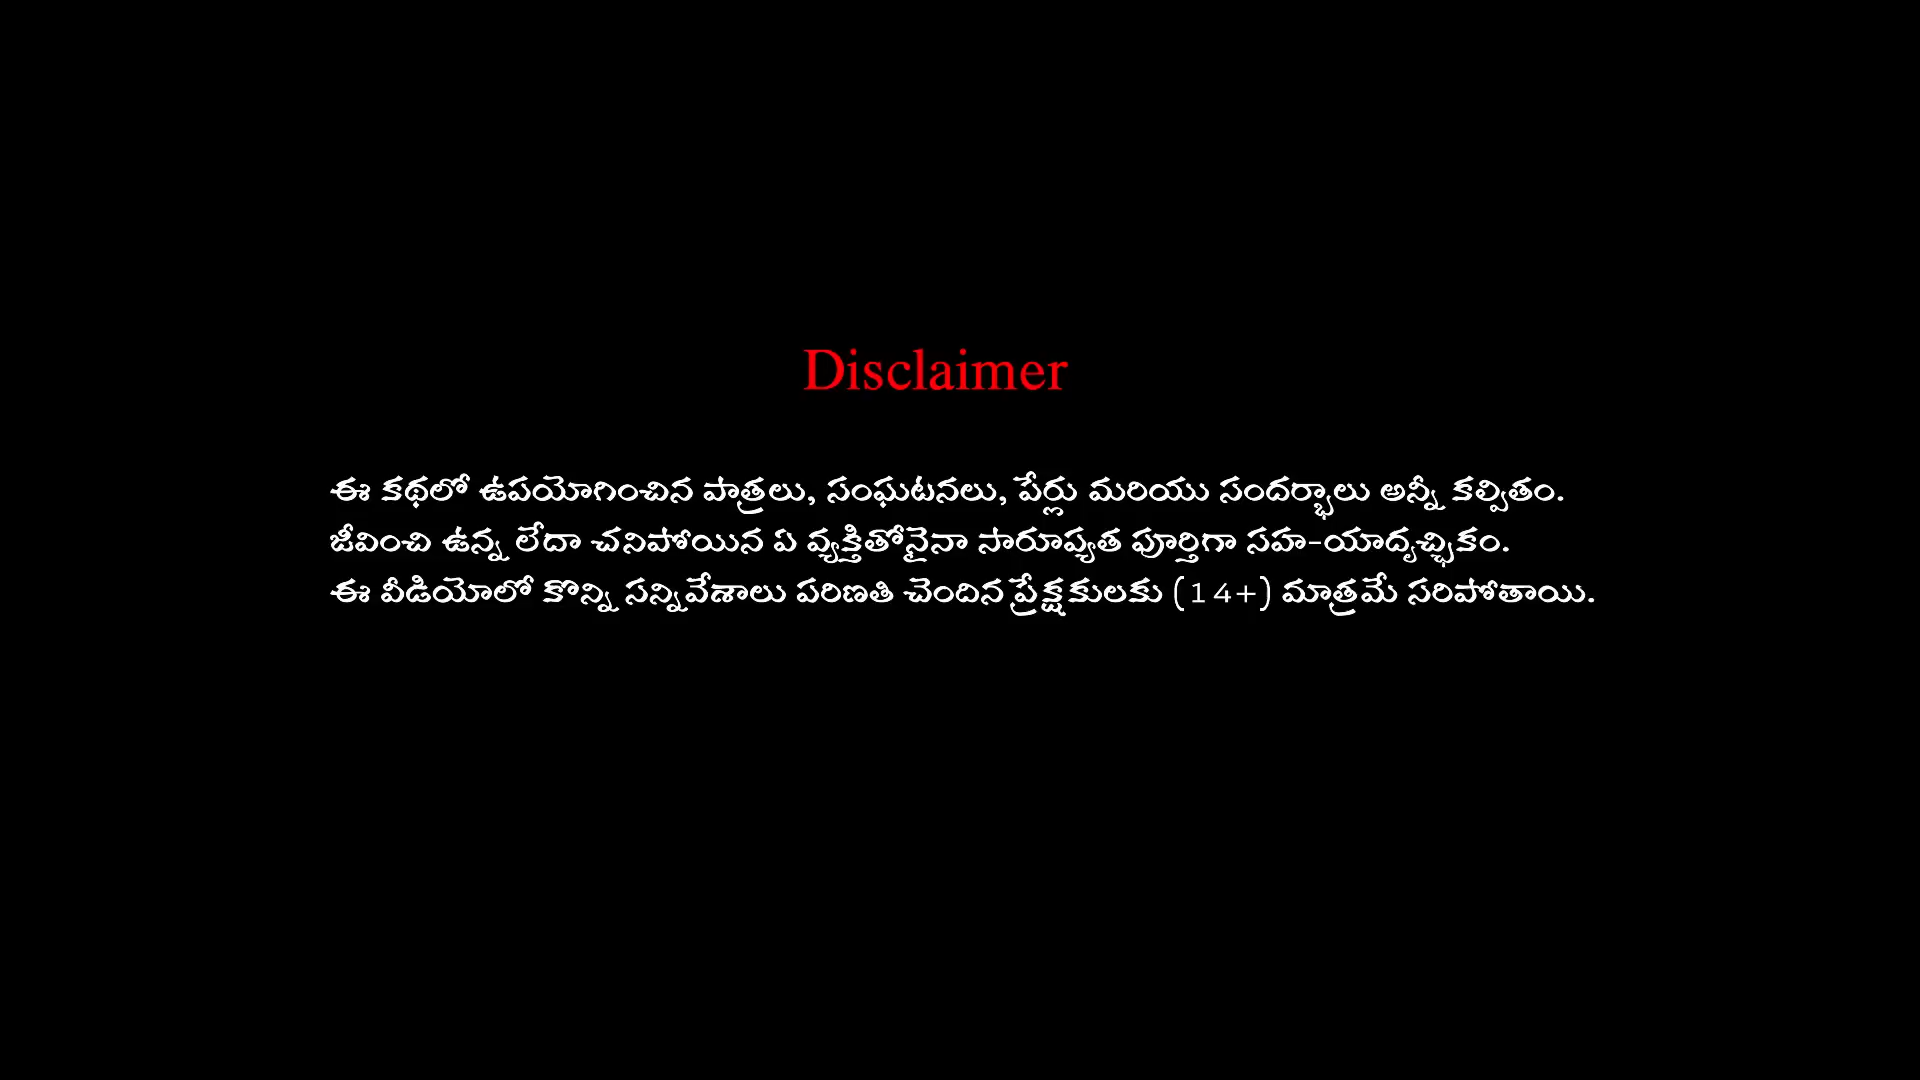 Disclaimer
ఈ కథలో ఉపయోగించిన పాత్రలు, సంఘటనలు, పేర్లు మరియు సందర్భాలు అన్నీ కల్పితం.
జీవించి ఉన్న లేదా చనిపోయిన ఏ వ్యక్తితోనైనా సారూప్యత పూర్తిగా సహ-యాదృచ్ఛికం.
ఈ వీడియోలో కొన్ని సన్నివేశాలు పరిణతి చెందిన ప్రేక్షకులకు (14+) మాత్రమే సరిపోతాయి.